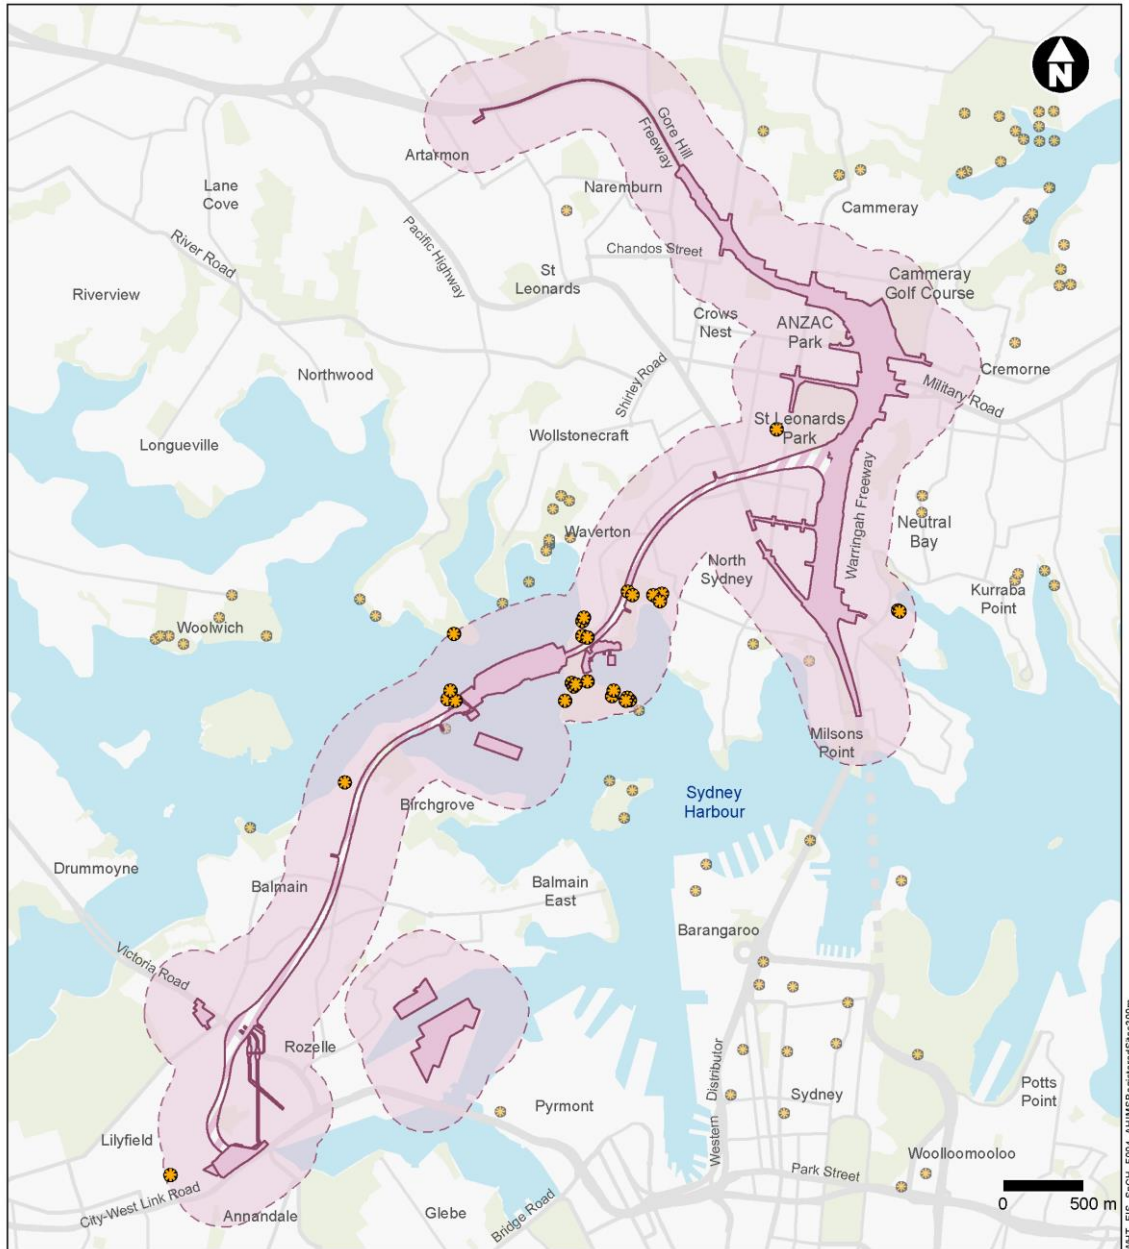 N
Artarmon
Gore Hill
Freeway
Lane
Cove
Naremburn
Cammeray
River Road
Pacific Highway
Chandos Street
St
Leonards
Cammeray
Golf Course
Riverview
Crows
Nest
ANZAC
Park
Northwood
Shirley Road
Cremorne
Military Road
St Leonards
Park
Longueville
Wollstonecraft
Warringah Freeway
Waverton
Neutral
Bay
North
Sydney
Kurraba
Point
Woolwich
Milsons
Point
Birchgrove
Sydney
Harbour
Drummoyne
Balmain
Balmain
East
Barangaroo
Victoria Road
Rozelle
Western Distributor
Pyrmont
Sydney
Potts
Point
Lilyfield
Woolloomooloo
Park Street
City-West Link Road
Annandale
Glebe
Bridge Road
0 500 m